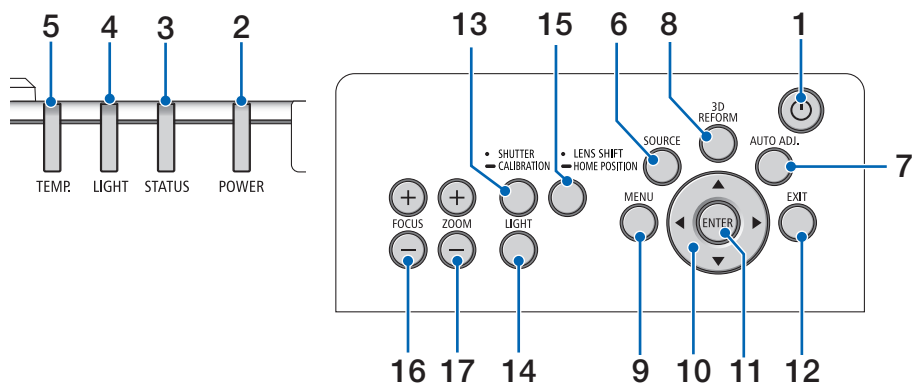 5 4 3 2 13 15 6 8 1
3D
REFORM
• SHUTTER
– CALIBRATION
• LENS SHIFT
– HOME POSITION
SOURCE
AUTO ADJ.
7
TEMP. LIGHT STATUS POWER
+ +
FOCUS ZOOM LIGHT
MENU
ENTER
EXIT
− −
16 17 14 9 10 11 12